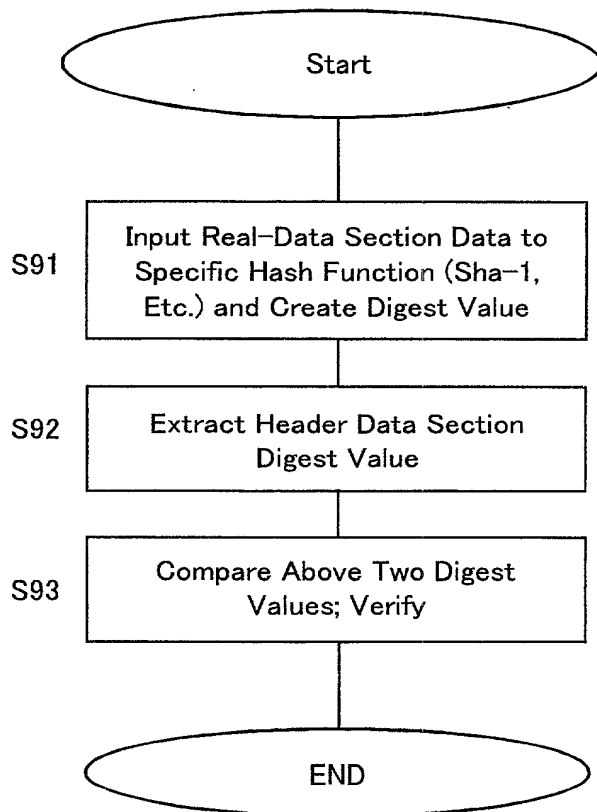 Start
S91
Input Real-Data Section Data to
Specific Hash Function (Sha-1,
Etc.) and Create Digest Value
S92
Extract Header Data Section
Digest Value
S93
Compare Above Two Digest
Values; Verify
END